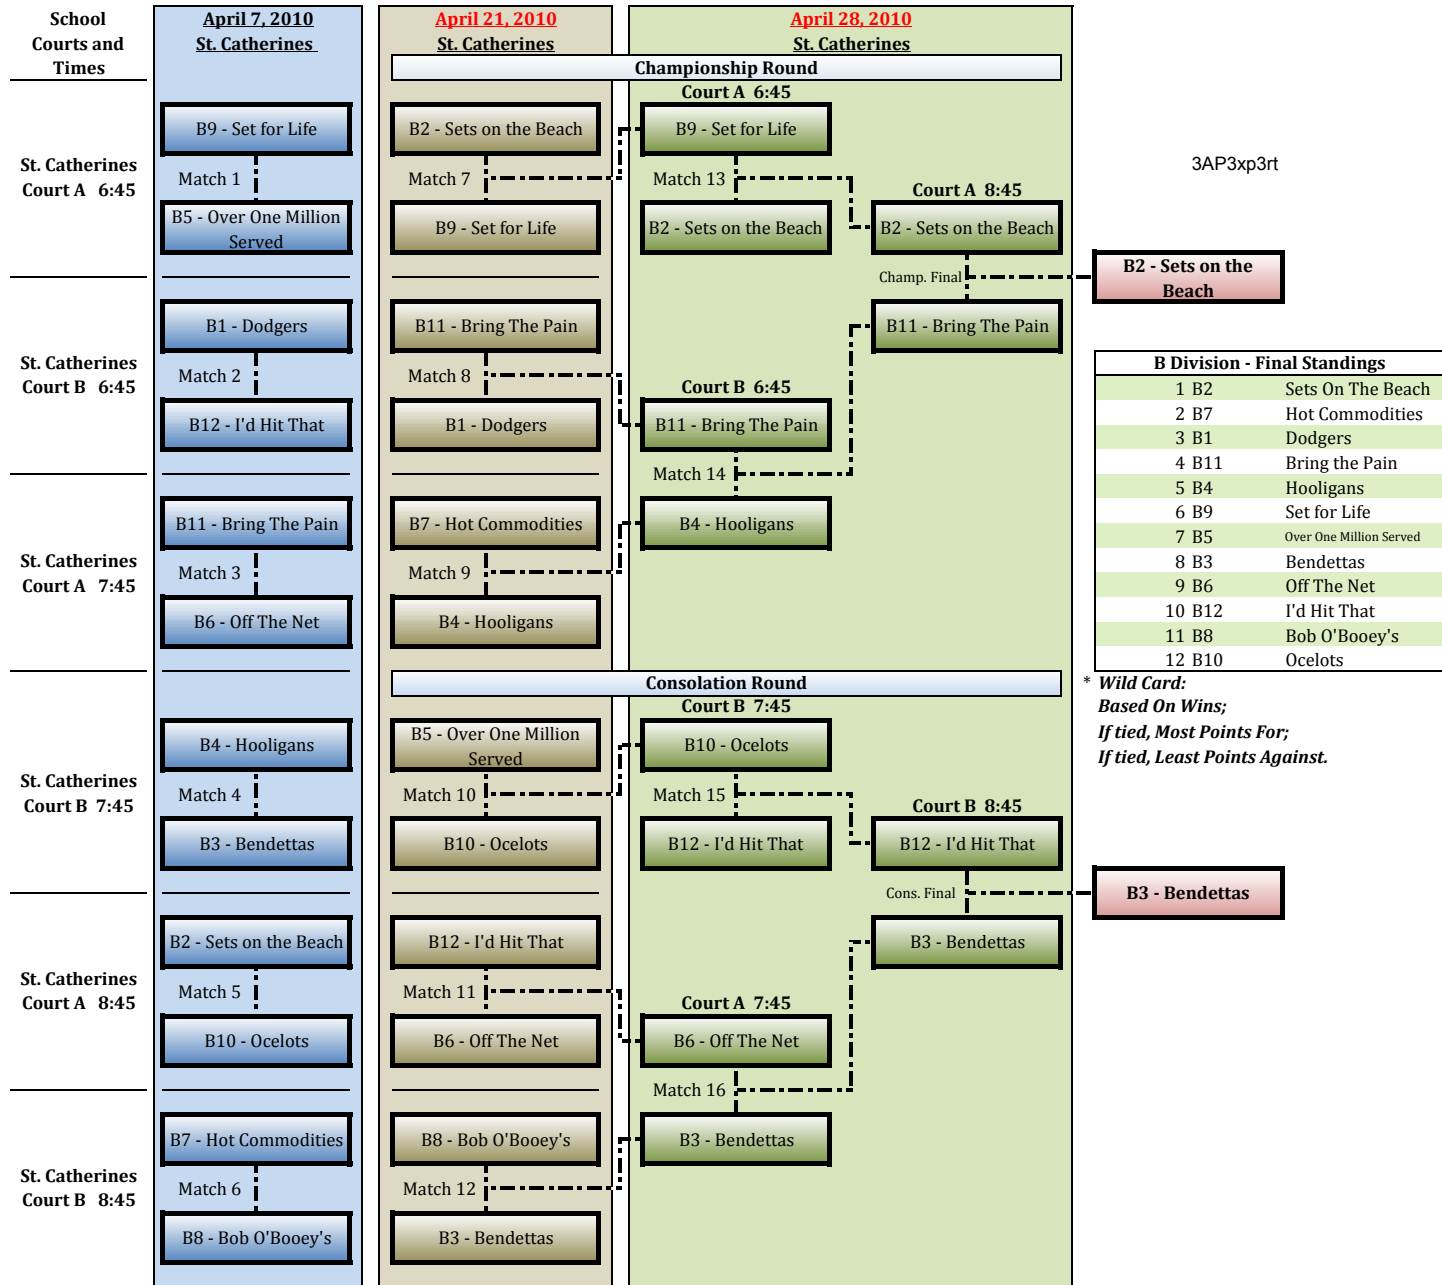 School
Courts and
Times
April 7, 2010
St. Catherines
April 21, 2010
St. Catherines
April 28, 2010
St. Catherines
Championship Round
St. Catherines
Court A 6:45
B9 - Set for Life
Match 1
B5 - Over One Million
Served
B2 - Sets on the Beach
Match 7
B9 - Set for Life
Court A 6:45
B9 - Set for Life
Match 13
B2 - Sets on the Beach
Court A 8:45
B2 - Sets on the Beach
Champ. Final
B11 - Bring The Pain
3AP3xp3rt
B2 - Sets on the
Beach
St. Catherines
Court B 6:45
B1 - Dodgers
Match 2
B12 - I'd Hit That
B11 - Bring The Pain
Match 8
B1 - Dodgers
Court B 6:45
B11 - Bring The Pain
Match 14
B4 - Hooligans
St. Catherines
Court A 7:45
B11 - Bring The Pain
Match 3
B6 - Off The Net
B7 - Hot Commodities
Match 9
B4 - Hooligans
B Division - Final Standings
1 B2 Sets On The Beach
2 B7 Hot Commodities
3 B1 Dodgers
4 B11 Bring the Pain
5 B4 Hooligans
6 B9 Set for Life
7 B5 Over One Million Served
8 B3 Bendettas
9 B6 Off The Net
10 B12 I'd Hit That
11 B8 Bob O'Booey's
12 B10 Ocelots
* Wild Card:
Based On Wins;
If tied, Most Points For;
If tied, Least Points Against.
Consolation Round
St. Catherines
Court B 7:45
B4 - Hooligans
Match 4
B3 - Bendettas
B5 - Over One Million
Served
Match 10
B10 - Ocelots
Court B 7:45
B10 - Ocelots
Match 15
B12 - I'd Hit That
Court B 8:45
B12 - I'd Hit That
Cons. Final
B3 - Bendettas
B3 - Bendettas
St. Catherines
Court A 8:45
B2 - Sets on the Beach
Match 5
B10 - Ocelots
B12 - I'd Hit That
Match 11
B6 - Off The Net
Court A 7:45
B6 - Off The Net
Match 16
B3 - Bendettas
St. Catherines
Court B 8:45
B7 - Hot Commodities
Match 6
B8 - Bob O'Booey's
B8 - Bob O'Booey's
Match 12
B3 - Bendettas